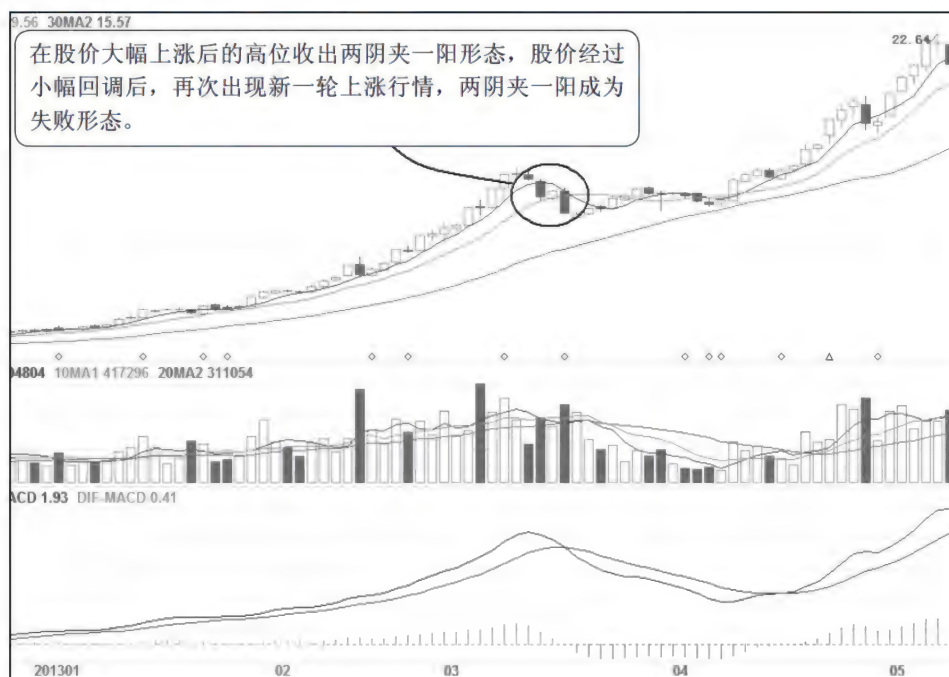 9.56 30MA2 15.57
在股价大幅上涨后的高位收出两阴夹一阳形态，股价经过
小幅回调后，再次出现新一轮上涨行情，两阴夹一阳成为
失败形态。
22.64
04804 10MA1 417296 20MA2 311054
ACD 1.93 DIF-MACD 0.41
201301 02 03 04 05